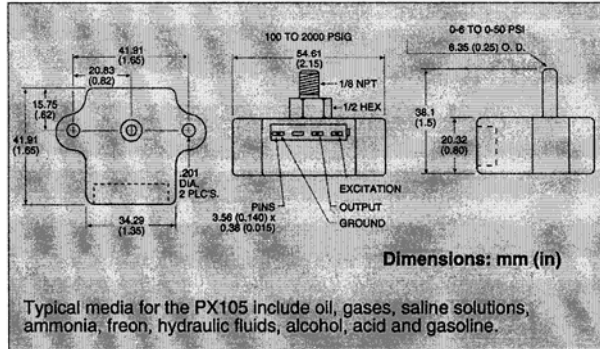 41.91
(1.65)
20.83
(0.82)
15.75
(.62)
41.91
(1.65)
.201
DIA.
2 PLC'S.
34.29
(1.35)
100 TO 2000 PSIG
54.61
(2.15)
1/8 NPT
1/2 HEX
EXCITATION
PINS
OUTPUT
3.56 (0.140) x
GROUND
0.38 (0.015)
0-6 TO 0-50 PSI
6.35 (0.25) O. D.
38.1
(1.5)
20.32
(0.80)
Dimensions: mm (in)
Typical media for the PX105 include oil, gases, saline solutions,
ammonia, freon, hydraulic fluids, alcohol, acid and gasoline.